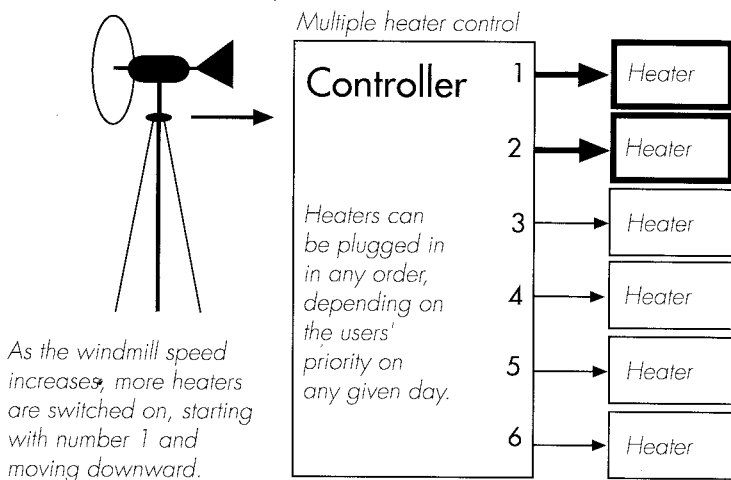 Multiple heater control
Controller
1
Heater
2
Heater
Heaters can
be plugged in
in any order,
depending on
the users'
priority on
any given day.
3
Heater
4
Heater
5
Heater
6
Heater
As the windmill speed
increases, more heaters
are switched on, starting
with number 1 and
moving downward.